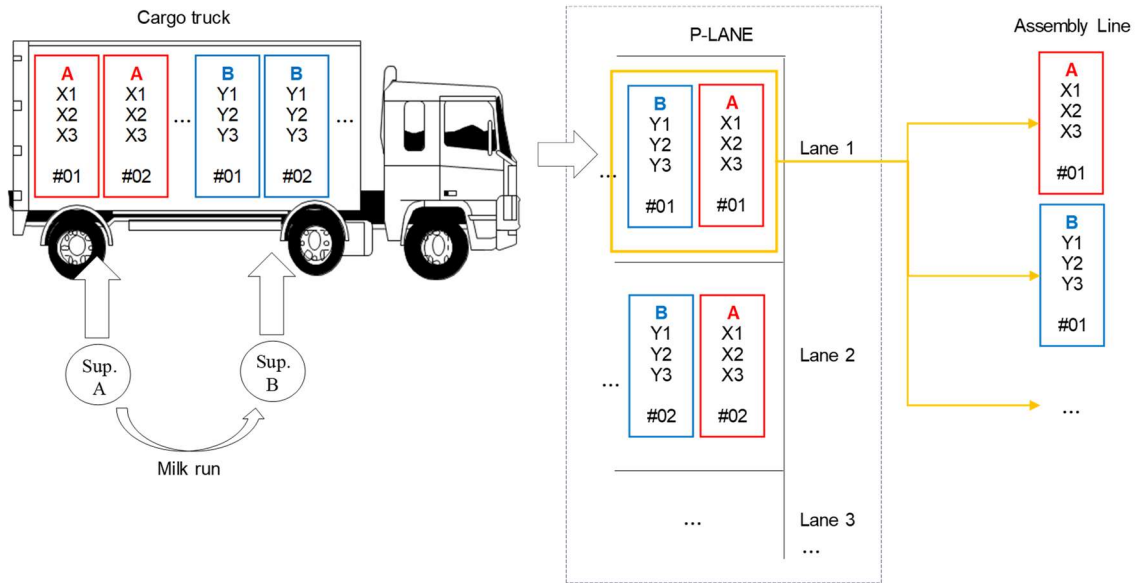 Cargo truck
A
X1
X2
X3
#01
A
X1
X2
X3
#02
...
B
Y1
Y2
Y3
#01
B
Y1
Y2
Y3
#02
...
Sup.
A
Sup.
B
Milk run
P-LANE
...
B
Y1
Y2
Y3
#01
A
X1
X2
X3
#01
Lane 1
...
B
Y1
Y2
Y3
#02
A
X1
X2
X3
#02
Lane 2
...
Lane 3
...
Assembly Line
A
X1
X2
X3
#01
B
Y1
Y2
Y3
#01
...